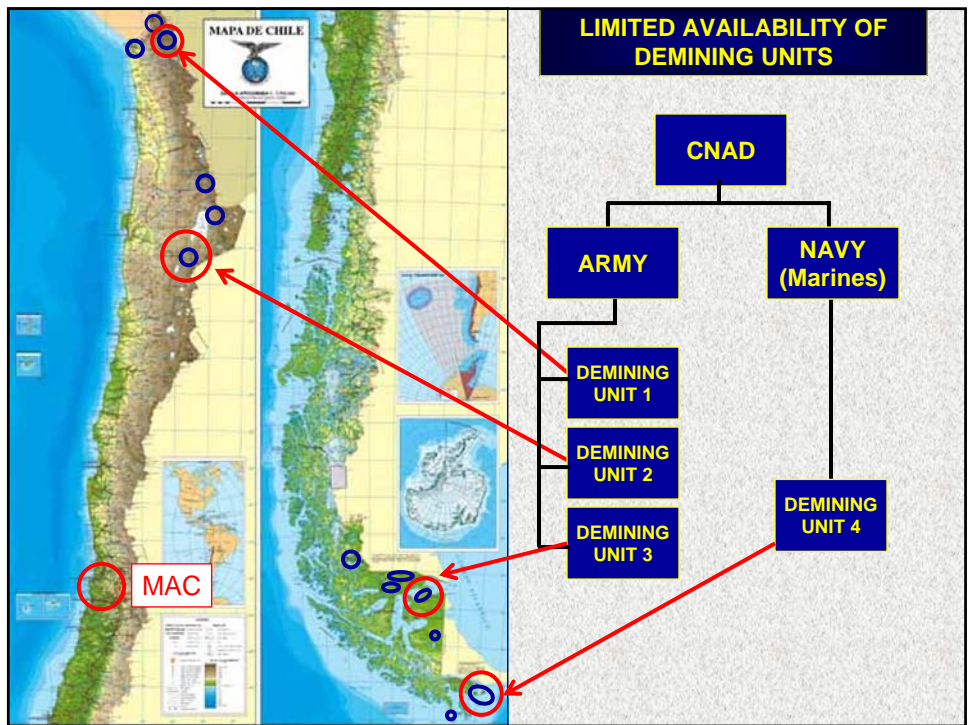 MAPA DE CHILE
LIMITED AVAILABILITY OF
DEMINING UNITS
CNAD
ARMY
NAVY
(Marines)
DEMINING
UNIT 1
DEMINING
UNIT 2
DEMINING
UNIT 3
DEMINING
UNIT 4
MAC